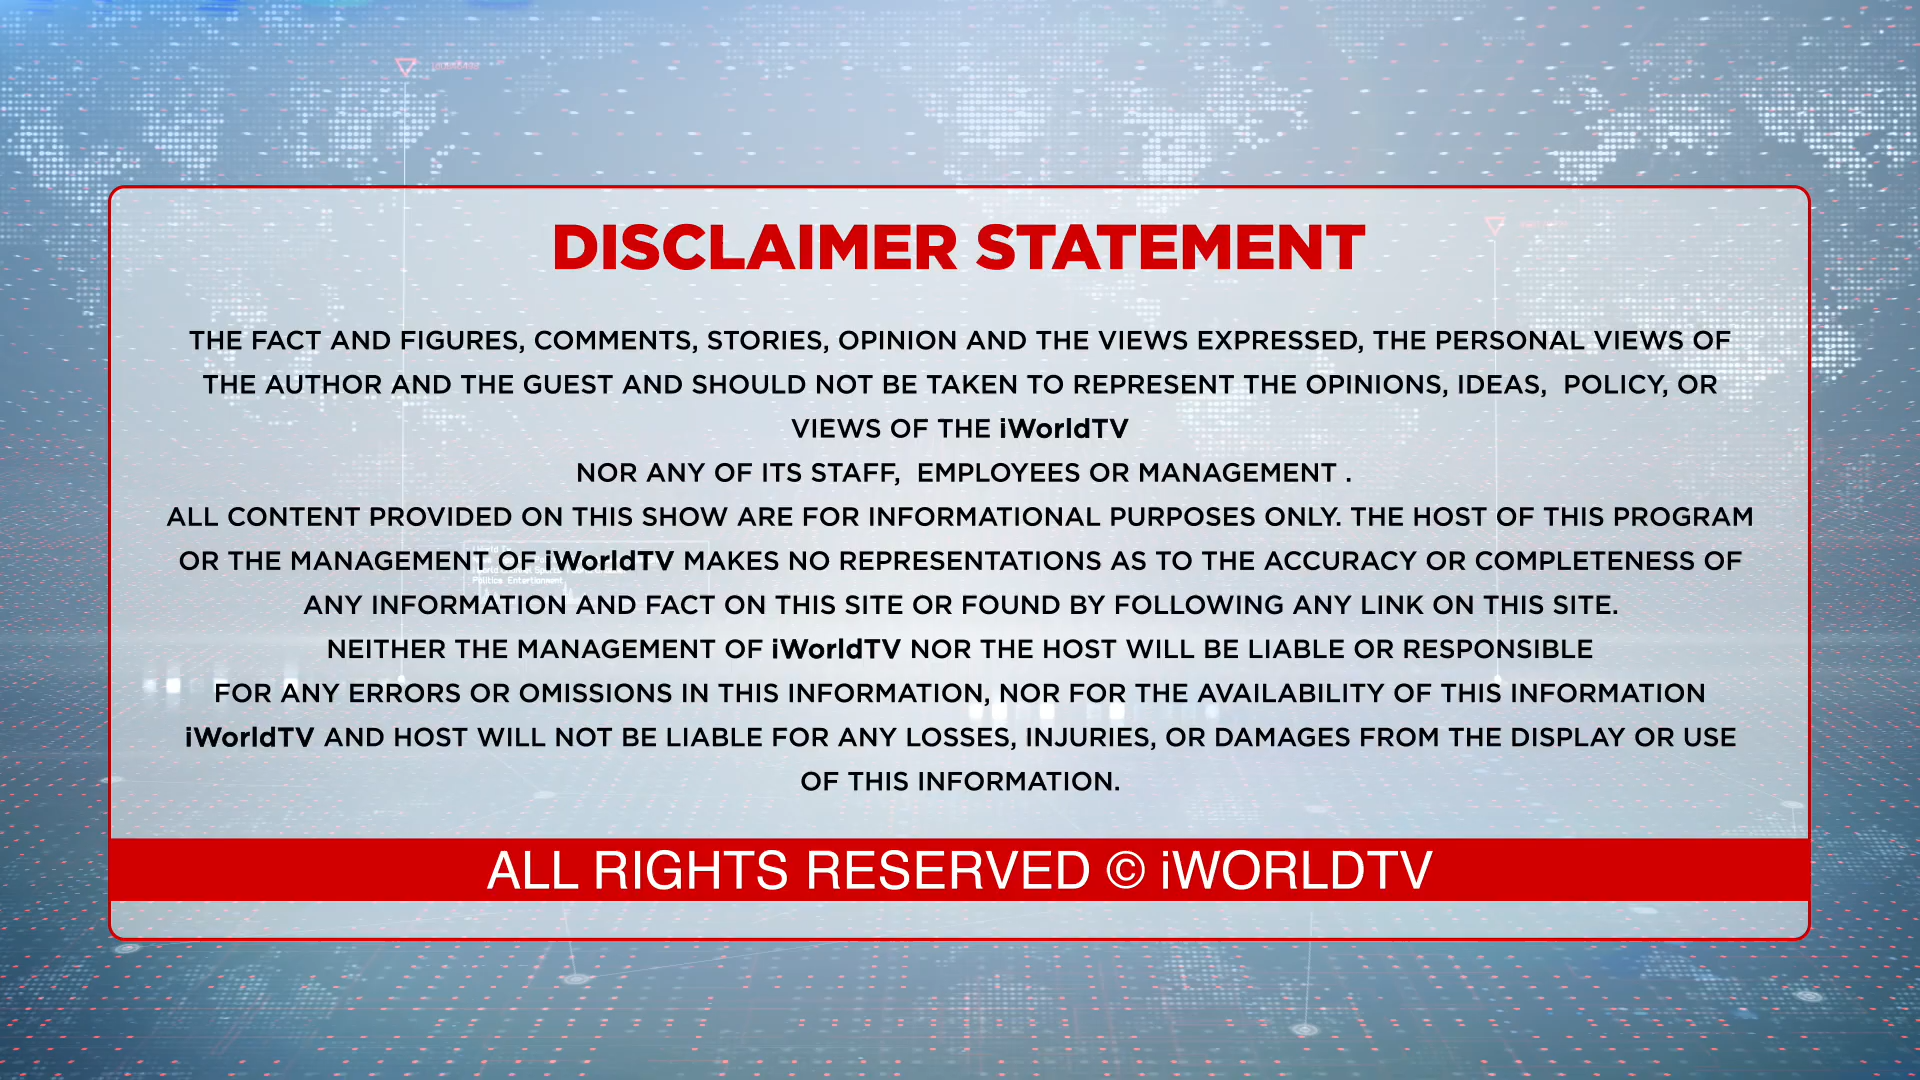 DISCLAIMER STATEMENT
THE FACT AND FIGURES, COMMENTS, STORIES, OPINION AND THE VIEWS EXPRESSED, THE PERSONAL VIEWS OF
THE AUTHOR AND THE GUEST AND SHOULD NOT BE TAKEN TO REPRESENT THE OPINIONS, IDEAS,  POLICY, OR
VIEWS OF THE iWorldTV
NOR ANY OF ITS STAFF,  EMPLOYEES OR MANAGEMENT .
ALL CONTENT PROVIDED ON THIS SHOW ARE FOR INFORMATIONAL PURPOSES ONLY. THE HOST OF THIS PROGRAM
OR THE MANAGEMENT OF iWorldTV MAKES NO REPRESENTATIONS AS TO THE ACCURACY OR COMPLETENESS OF
Politica Entertionment
ANY INFORMATION AND FACT ON THIS SITE OR FOUND BY FOLLOWING ANY LINK ON THIS SITE.
NEITHER THE MANAGEMENT OF iWorldTV NOR THE HOST WILL BE LIABLE OR RESPONSIBLE
FOR ANY ERRORS OR OMISSIONS IN THIS INFORMATION, NOR FOR THE AVAILABILITY OF THIS INFORMATION
iWorldTV AND HOST WILL NOT BE LIABLE FOR ANY LOSSES, INJURIES, OR DAMAGES FROM THE DISPLAY OR USE
OF THIS INFORMATION.
ALL RIGHTS RESERVED © iWORLDTV